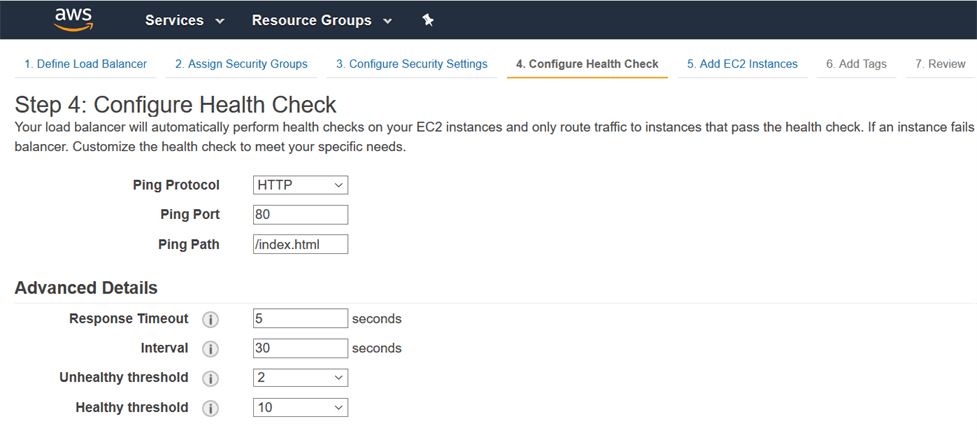 aws Services Resource Groups
1. Define Load Balancer 2. Assign Security Groups 3. Configure Security Settings 4. Configure Health Check 5. Add EC2 Instances 6. Add Tags 7. Review
Step 4: Configure Health Check
Your load balancer will automatically perform health checks on your EC2 instances and only route traffic to instances that pass the health check. If an instance fails
balancer. Customize the health check to meet your specific needs.
Ping Protocol HTTP
Ping Port 80
Ping Path /index.html
Advanced Details
Response Timeout i 5 seconds
Interval i 30 seconds
Unhealthy threshold i 2
Healthy threshold i 10